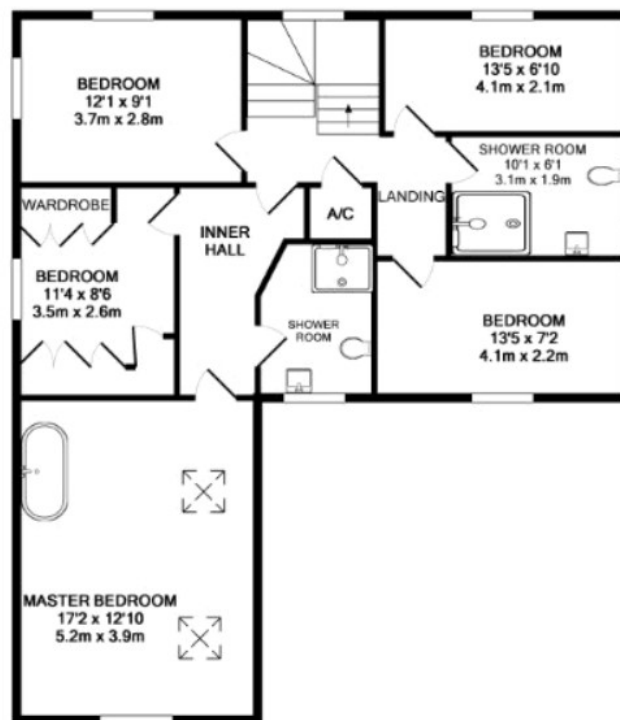 BEDROOM
12'1 x 9'1
3.7m x 2.8m
BEDROOM
13'5 x 6'10
4.1m x 2.1m
SHOWER ROOM
10'1 x 6'1
3.1m x 1.9m
WARDROBE
INNER
HALL
A/C
LANDING
BEDROOM
11'4 x 8'6
3.5m x 2.6m
SHOWER
ROOM
BEDROOM
13'5 x 7'2
4.1m x 2.2m
MASTER BEDROOM
17'2 x 12'10
5.2m x 3.9m